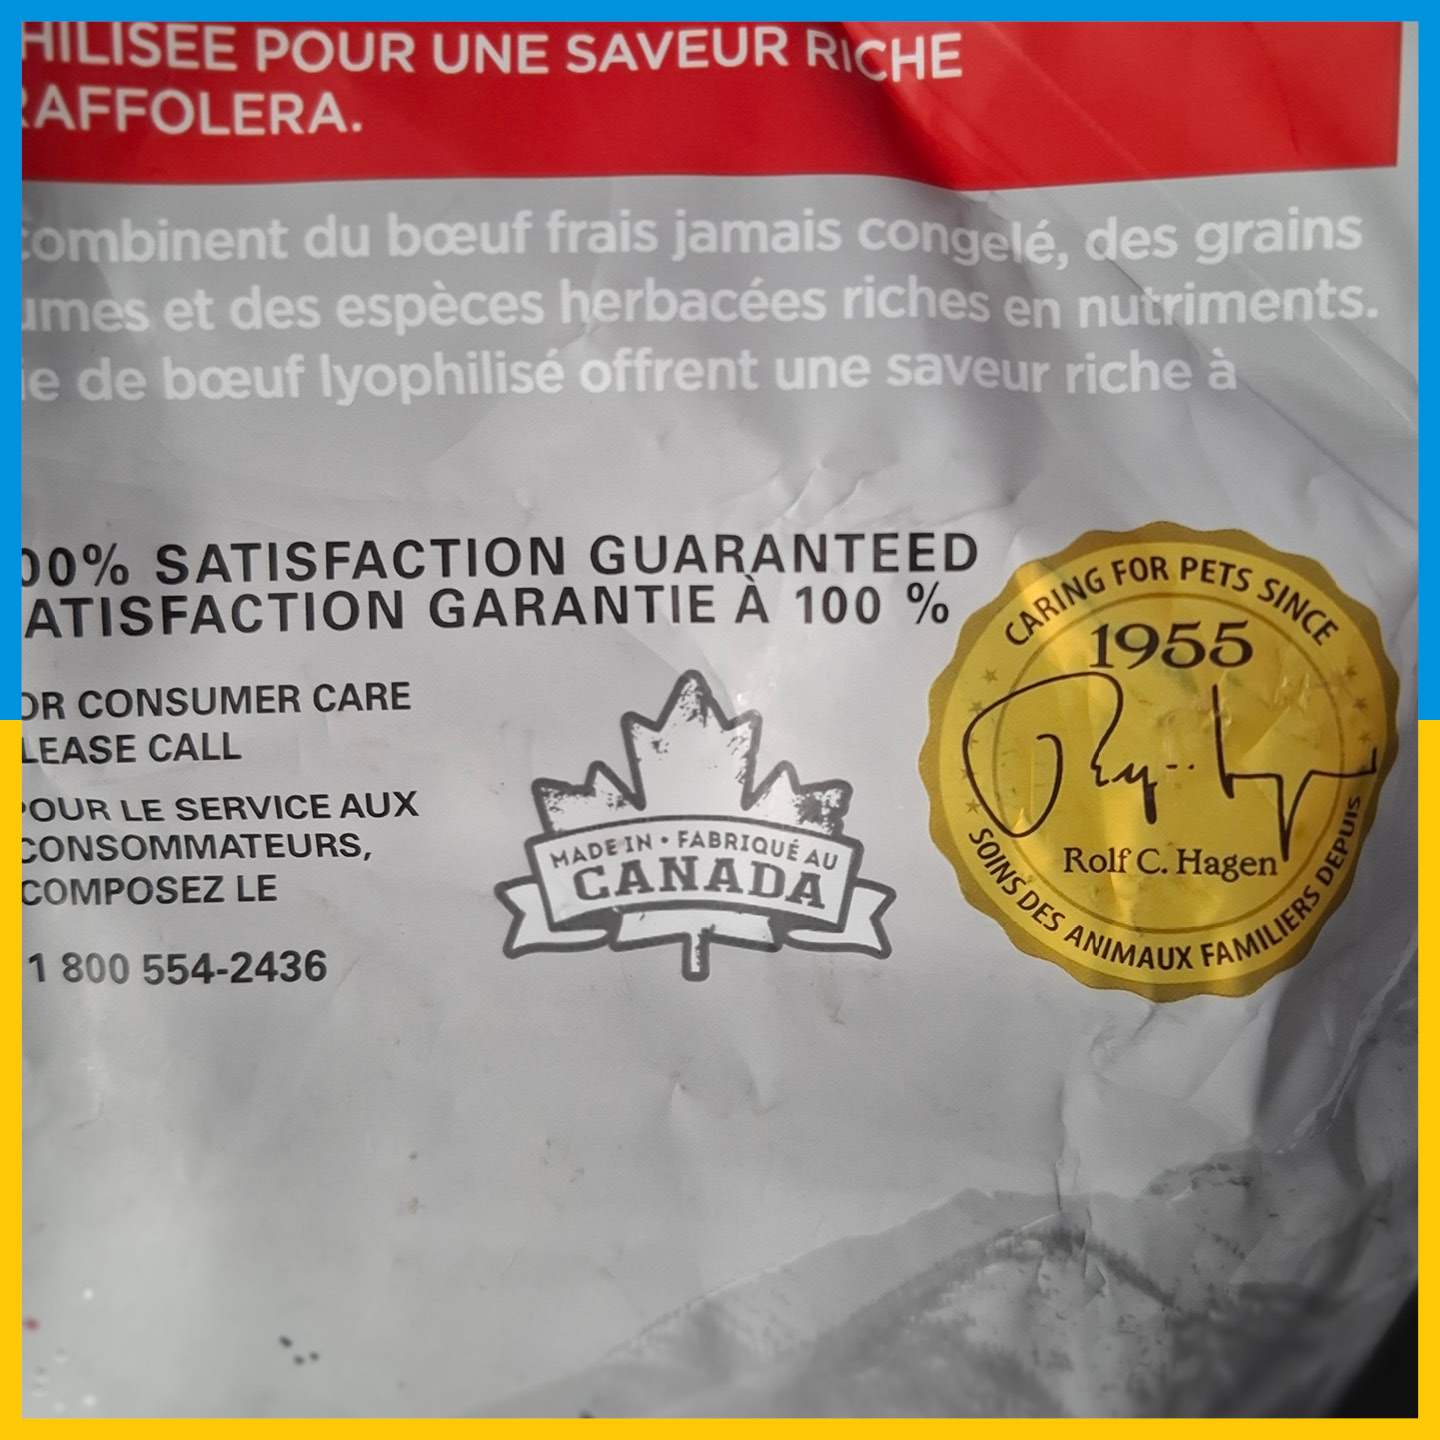 HILISÉE POUR UNE SAVEUR RICHE
RAFFOLERA.
combinent du bœuf frais jamais congelé, des grains
umes et des espèces herbacées riches en nutriments.
ie de bœuf lyophilisé offrent une saveur riche à
00% SATISFACTION GUARANTEED
ATISFACTION GARANTIE À 100 %
OR CONSUMER CARE
LEASE CALL
POUR LE SERVICE AUX
CONSOMMATEURS,
COMPOSEZ LE
1 800 554-2436
MADE IN • FABRIQUÉ AU
CANADA
CARING FOR PETS SINCE
1955
Rolf C. Hagen
SOINS DES ANIMAUX FAMILIERS DEPUIS